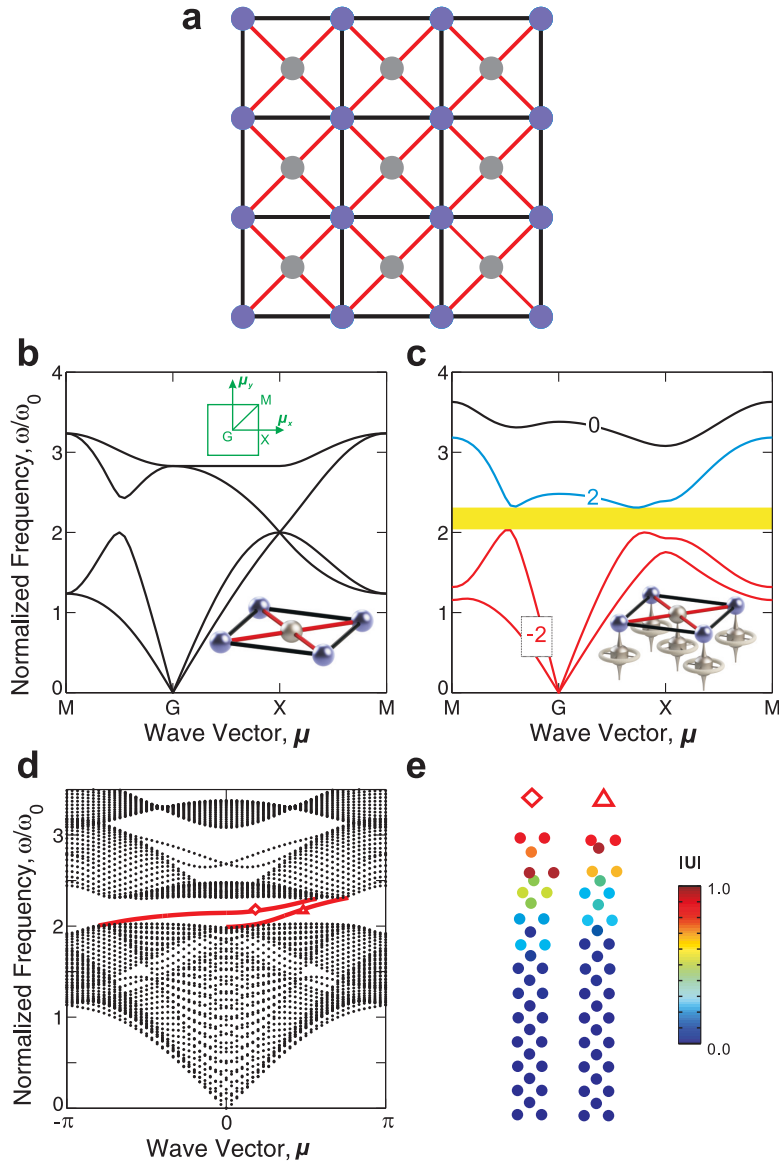 a
b
c
4
3
2
1
0
Normalized Frequency, ω/ω0
M
G
X
M
Wave Vector, μ
μy
μx
M
G
X
4
3
2
1
0
0
2
-2
M
G
X
M
Wave Vector, μ
d
e
3
2
1
0
Normalized Frequency, ω/ω0
-π
0
π
Wave Vector, μ
|U|
1.0
0.0